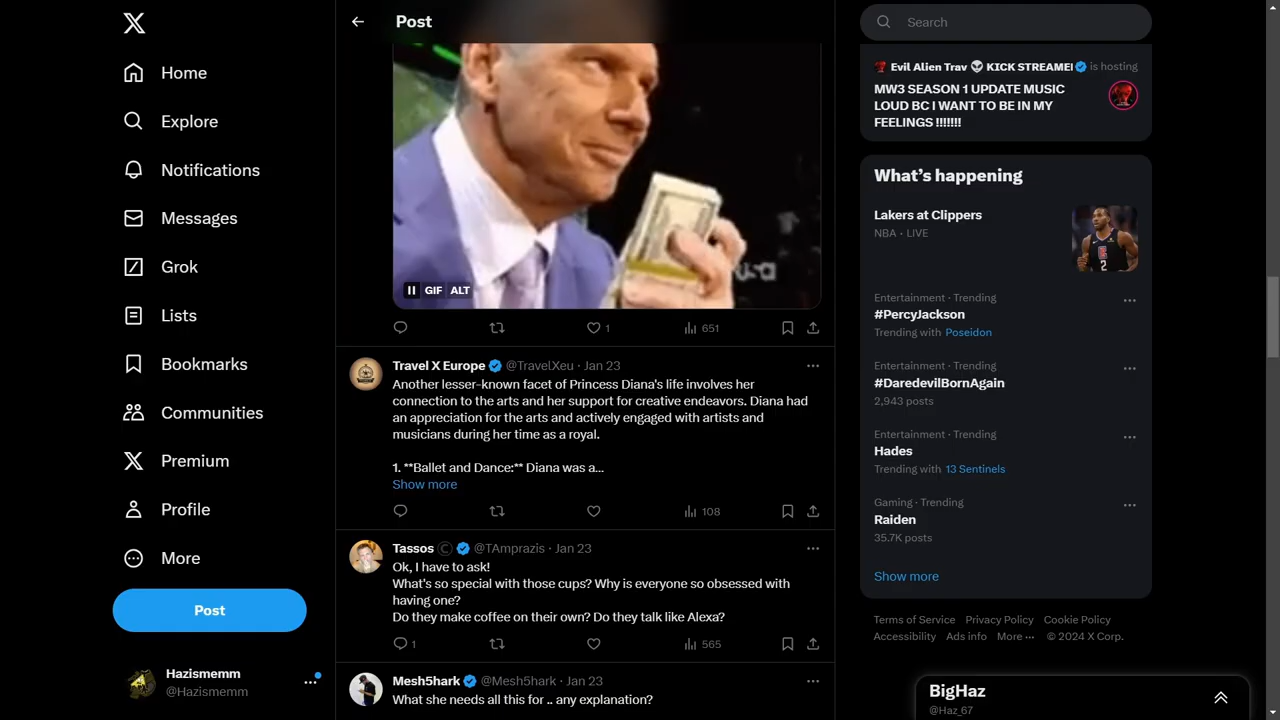 Home
Explore
Notifications
Messages
Grok
Lists
Bookmarks
Communities
Premium
Profile
More
Post
Hazismemm
@Hazismemm
Post
GIF ALT
1
651
Travel X Europe @TravelXeu · Jan 23
Another lesser-known facet of Princess Diana's life involves her
connection to the arts and her support for creative endeavors. Diana had
an appreciation for the arts and actively engaged with artists and
musicians during her time as a royal.
1. **Ballet and Dance:** Diana was a...
Show more
108
Tassos @TAmprazis · Jan 23
Ok, I have to ask!
What's so special with those cups? Why is everyone so obsessed with
having one?
Do they make coffee on their own? Do they talk like Alexa?
1
565
Mesh5hark @Mesh5hark · Jan 23
What she needs all this for .. any explanation?
Search
Evil Alien Trav KICK STREAMER is hosting
MW3 SEASON 1 UPDATE MUSIC
LOUD BC I WANT TO BE IN MY
FEELINGS !!!!!!!
What's happening
Lakers at Clippers
NBA · LIVE
Entertainment · Trending
#PercyJackson
Trending with Poseidon
Entertainment · Trending
#DaredevilBornAgain
2,943 posts
Entertainment · Trending
Hades
Trending with 13 Sentinels
Gaming · Trending
Raiden
35.7K posts
Show more
Terms of Service Privacy Policy Cookie Policy
Accessibility Ads info More ··· © 2024 X Corp.
BigHaz
@Haz_67